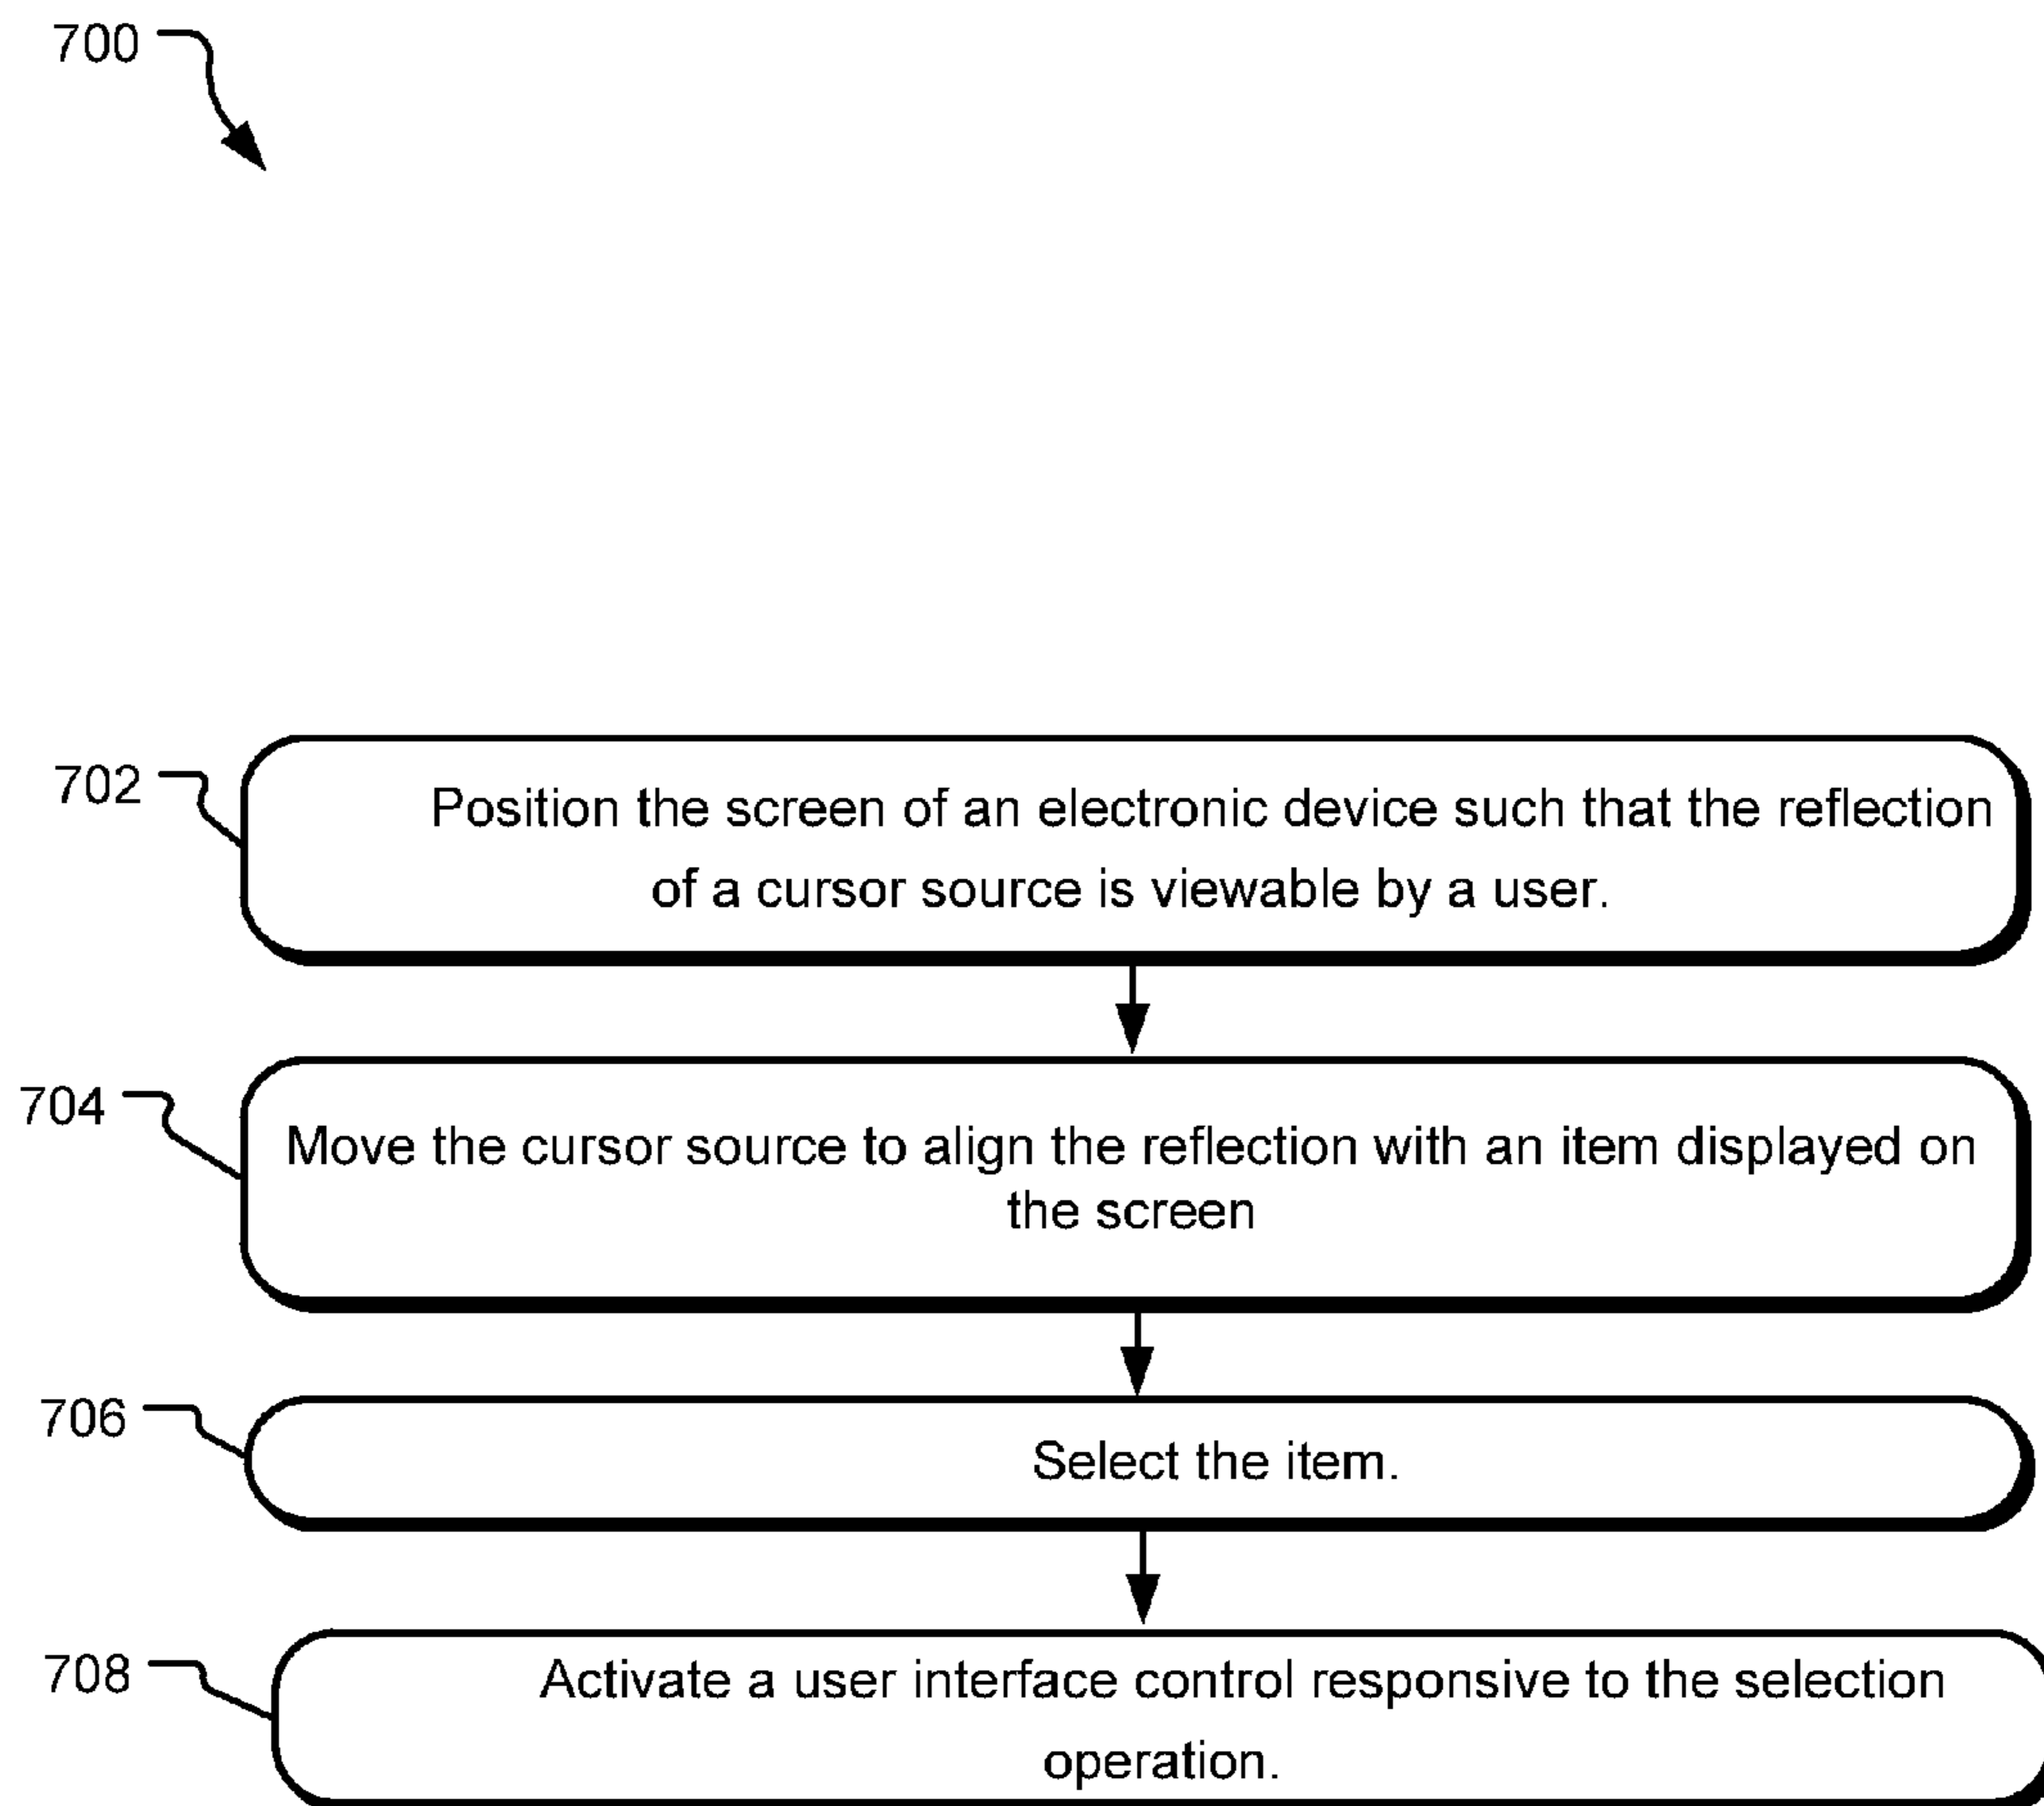 700
702
Position the screen of an electronic device such that the reflection
of a cursor source is viewable by a user.
704
Move the cursor source to align the reflection with an item displayed on
the screen
706
Select the item.
708
Activate a user interface control responsive to the selection
operation.